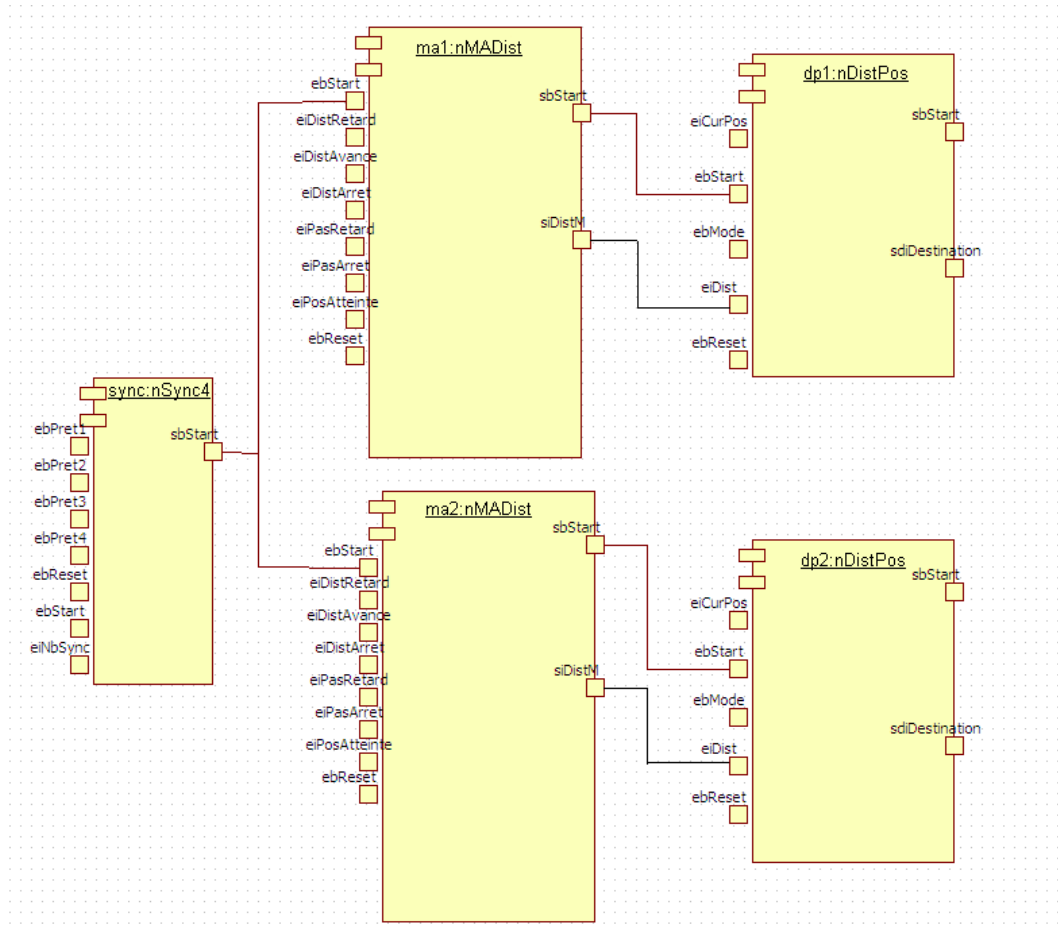 ma1:nMADist
ebStart
eiDistRetard
eiDistAvance
eiDistArret
eiPasRetard
eiPasArret
eiPosAtteinte
ebReset
sbStart
siDistM
dp1:nDistPos
eiCurPos
ebStart
ebMode
eiDist
ebReset
sbStart
sdiDestination
sync:nSync4
ebPret1
ebPret2
ebPret3
ebPret4
ebReset
ebStart
eiNbSync
sbStart
ma2:nMADist
ebStart
eiDistRetard
eiDistAvance
eiDistArret
eiPasRetard
eiPasArret
eiPosAtteinte
ebReset
sbStart
siDistM
dp2:nDistPos
eiCurPos
ebStart
ebMode
eiDist
ebReset
sbStart
sdiDestination